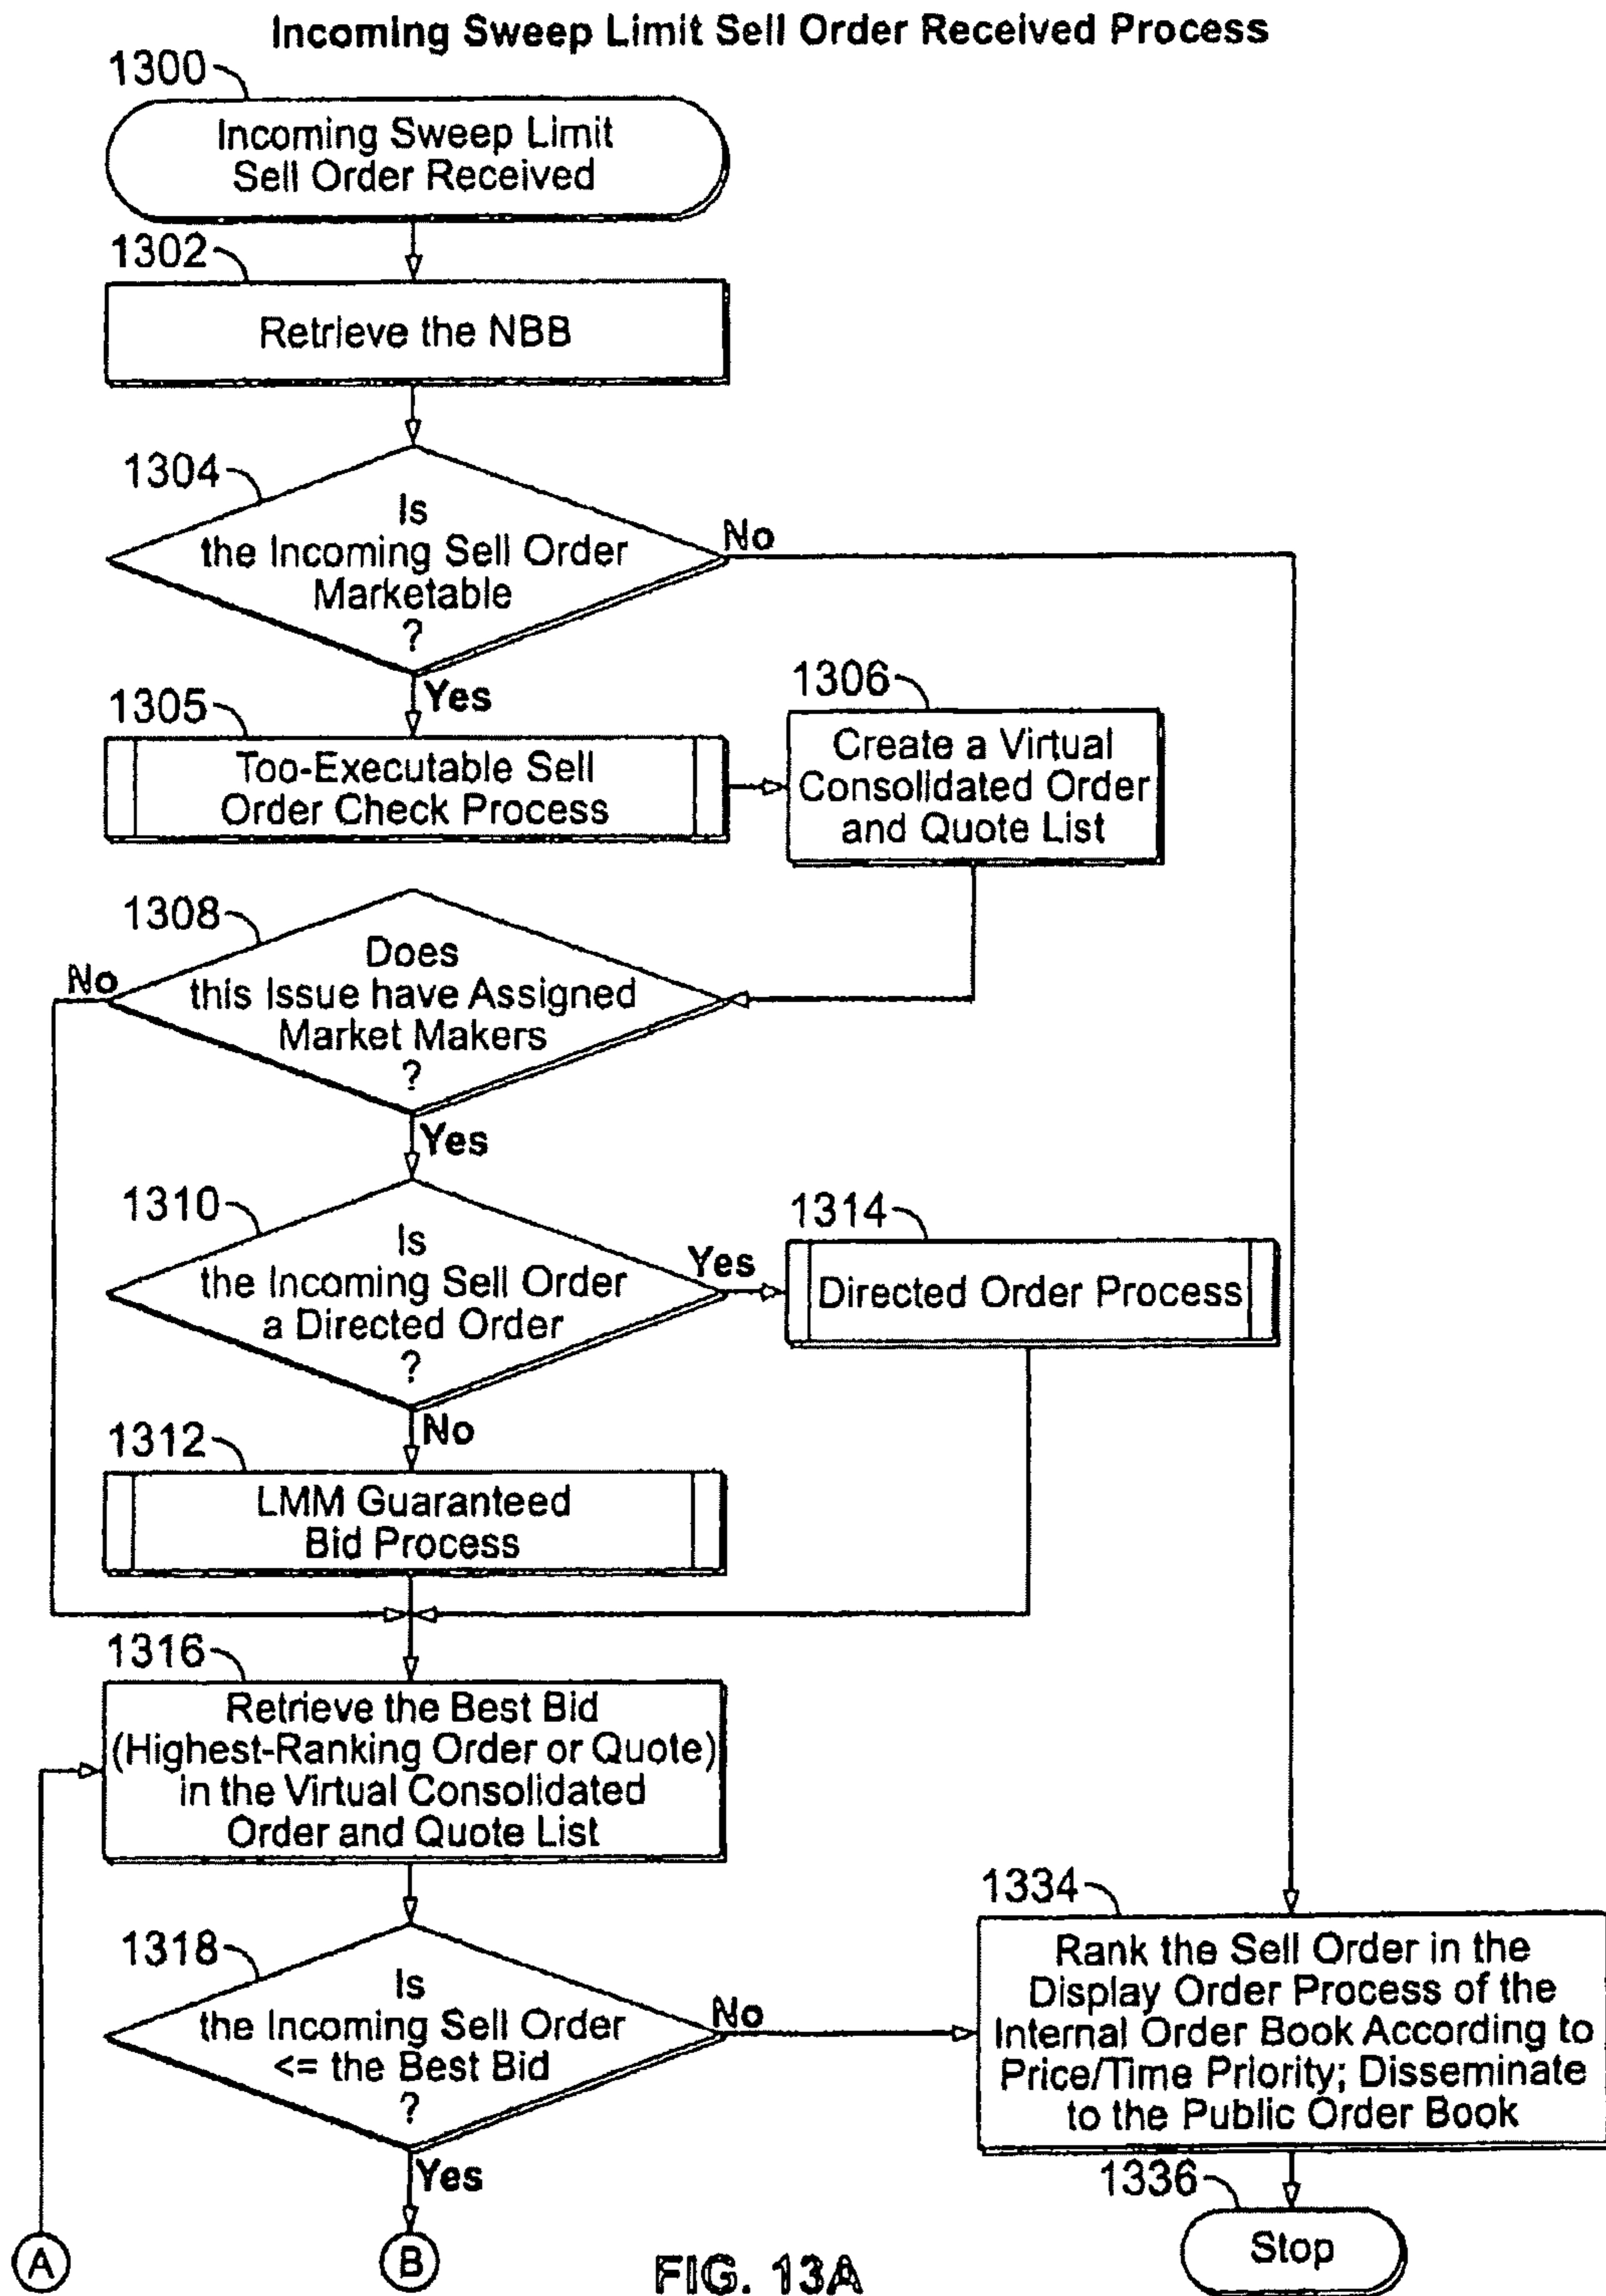 Incoming Sweep Limit Sell Order Received Process
1300
Incoming Sweep Limit
Sell Order Received
1302
Retrieve the NBB
1304
Is
the Incoming Sell Order
Marketable
?
No
Yes
1305
Too-Executable Sell
Order Check Process
1306
Create a Virtual
Consolidated Order
and Quote List
1308
Does
this Issue have Assigned
Market Makers
?
No
Yes
1310
Is
the Incoming Sell Order
a Directed Order
?
Yes
1314
Directed Order Process
No
1312
LMM Guaranteed
Bid Process
1316
Retrieve the Best Bid
(Highest-Ranking Order or Quote)
in the Virtual Consolidated
Order and Quote List
1318
Is
the Incoming Sell Order
<= the Best Bid
?
No
Yes
1334
Rank the Sell Order in the
Display Order Process of the
Internal Order Book According to
Price/Time Priority; Disseminate
to the Public Order Book
1336
Stop
A
B
FIG. 13A